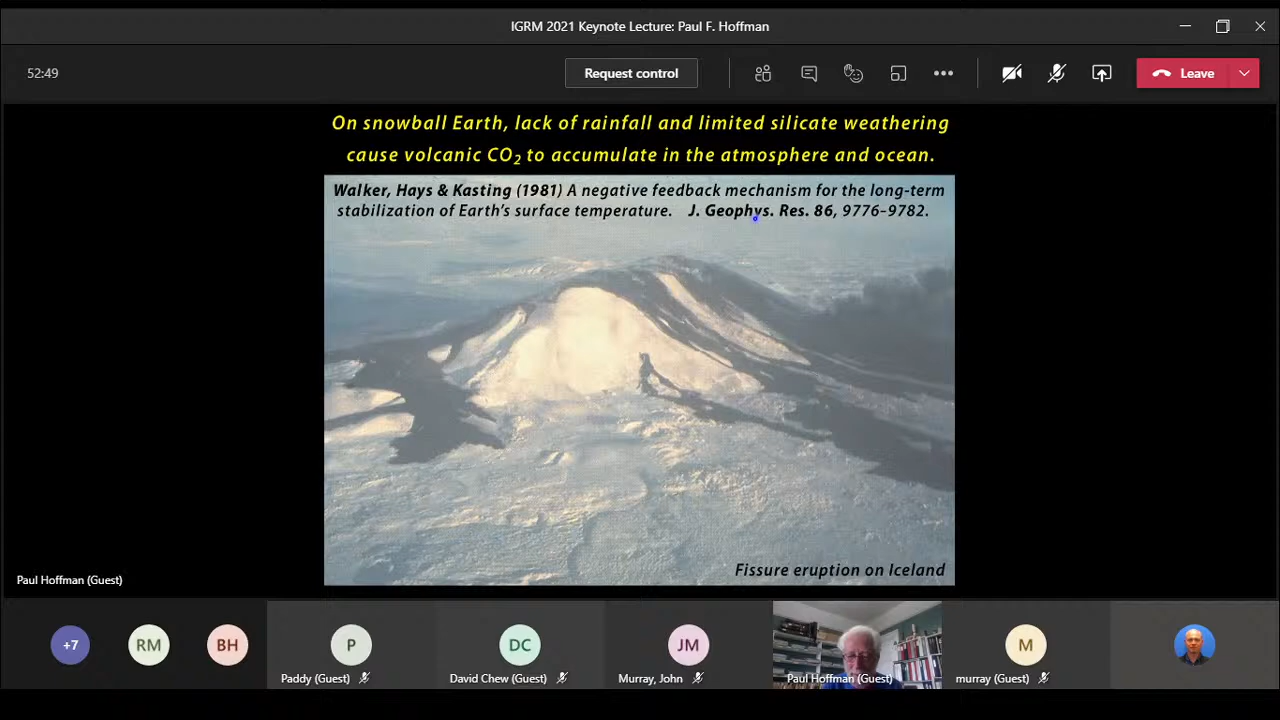 IGRM 2021 Keynote Lecture: Paul F. Hoffman
52:49
Request control
Leave
On snowball Earth, lack of rainfall and limited silicate weathering
cause volcanic CO2 to accumulate in the atmosphere and ocean.
Walker, Hays & Kasting (1981) A negative feedback mechanism for the long-term
stabilization of Earth's surface temperature. J. Geophys. Res. 86, 9776–9782.
Fissure eruption on Iceland
Paul Hoffman (Guest)
+7
RM
BH
P
DC
JM
M
Paddy (Guest)
David Chew (Guest)
Murray, John
Paul Hoffman (Guest)
murray (Guest)